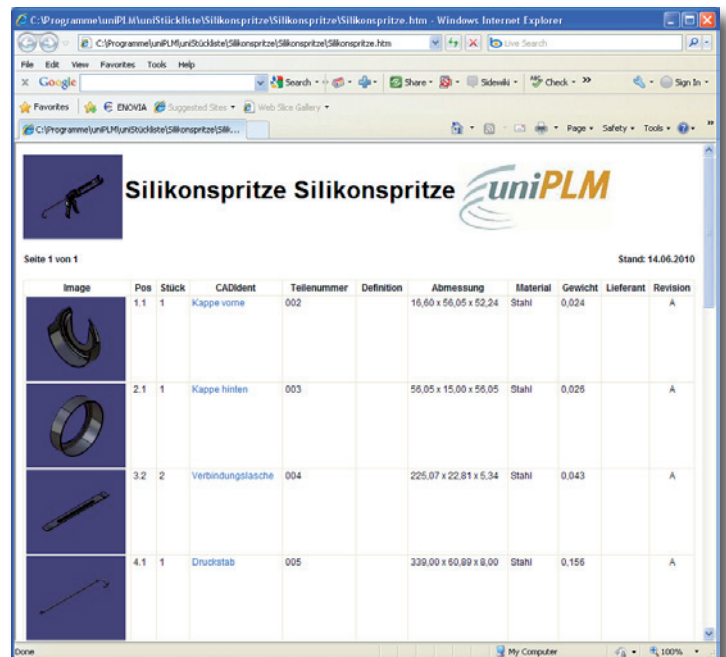 C:\Programme\uniPLM\uniStückliste\Silikonspritze\Silikonspritze\Silikonspritze.htm - Windows Internet Explorer
C:\Programme\uniPLM\uniStückliste\Silikonspritze\Silikonspritze\Silikonspritze.htm Live Search
File Edit View Favorites Tools Help
x Google Search Share Sidewiki Check » Sign In
Favorites ENOVIA Suggested Sites Web Slice Gallery
C:\Programme\uniPLM\uniStückliste\Silikonspritze\Silik... Page Safety Tools »
Silikonspritze Silikonspritze uniPLM
Seite 1 von 1 Stand: 14.06.2010
Image Pos Stück CADIdent Teilenummer Definition Abmessung Material Gewicht Lieferant Revision
1.1 1 Kappe vorne 002 16,60 x 56,05 x 52,24 Stahl 0,024 A
2.1 1 Kappe hinten 003 56,05 x 15,00 x 56,05 Stahl 0,026 A
3.2 2 Verbindungslasche 004 225,07 x 22,81 x 5,34 Stahl 0,043 A
4.1 1 Druckstab 005 339,00 x 60,89 x 8,00 Stahl 0,156 A
Done My Computer 100%